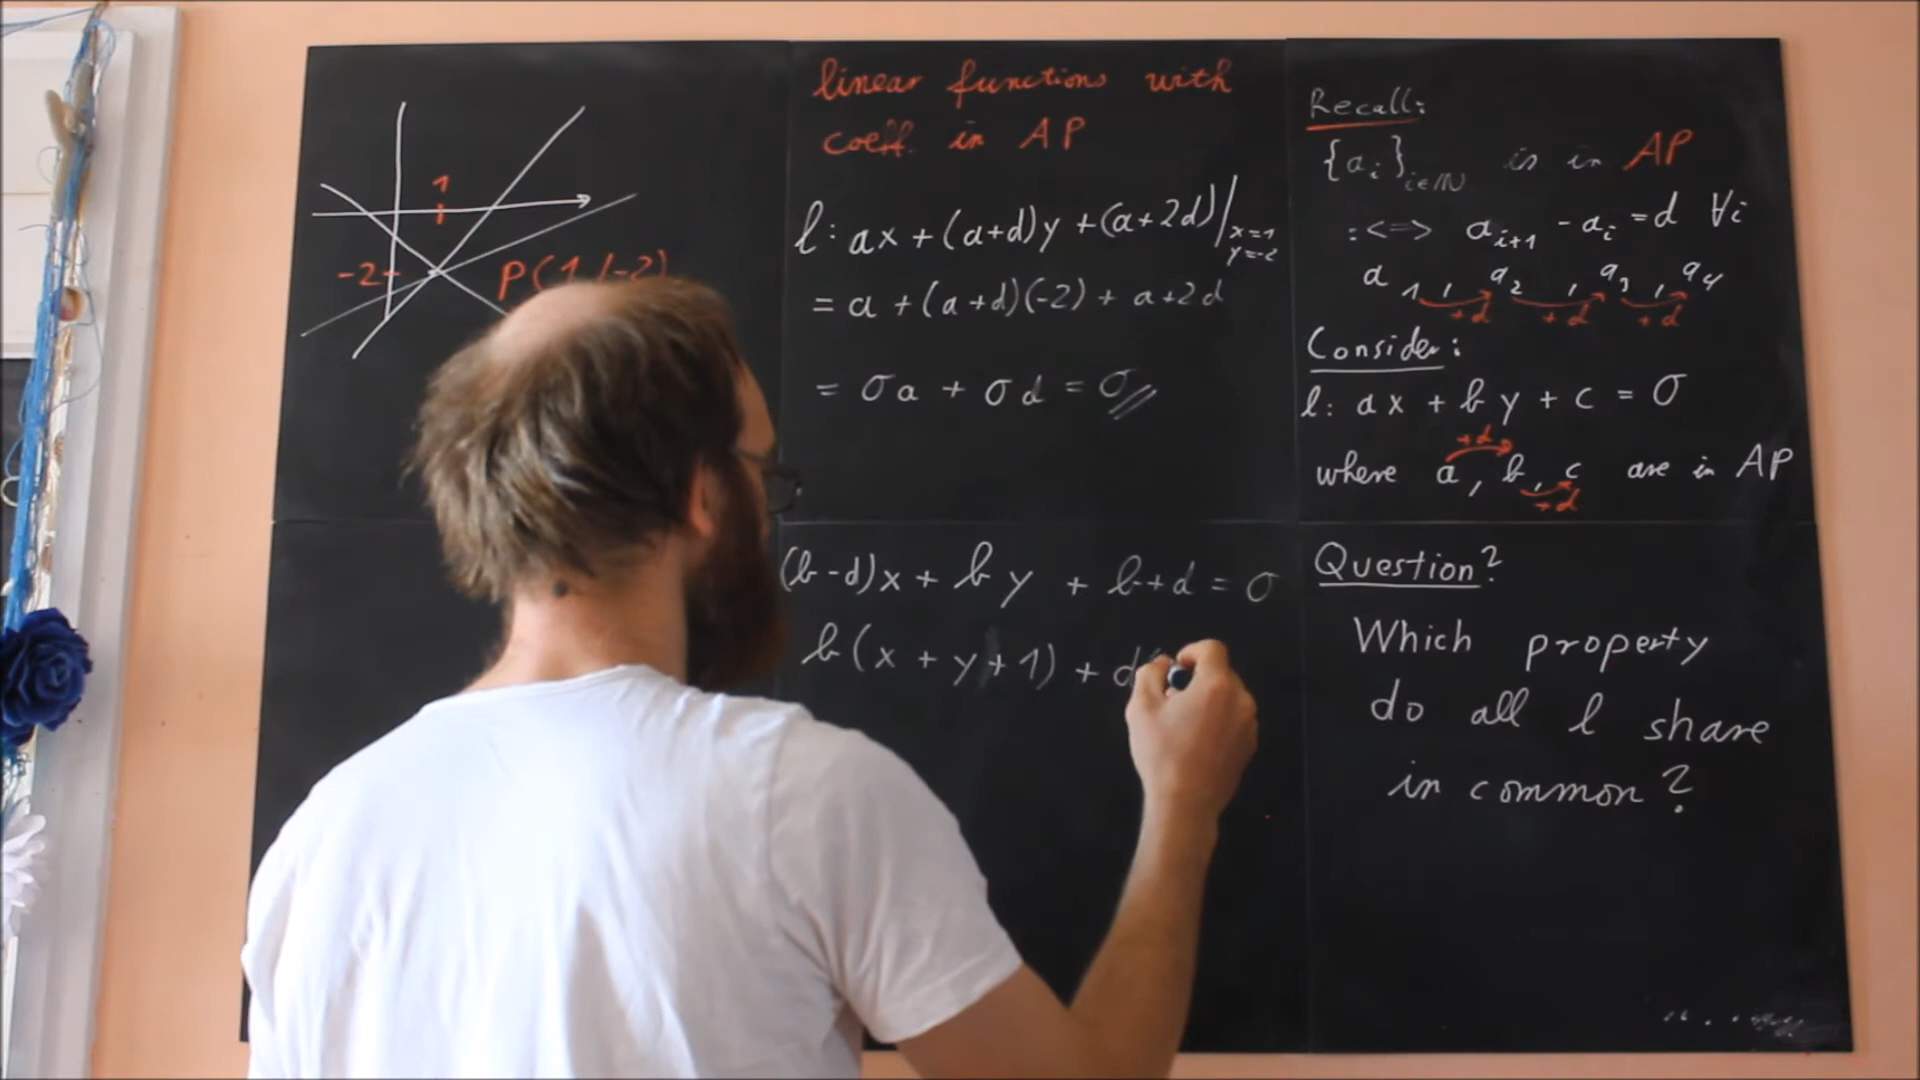 1
-2
P(1/-2)
linear functions with
coeff. in AP
l: ax + (a+d)y + (a+2d)|x=1 y=-2
= a + (a+d)(-2) + a+2d
= 0a + 0d = 0
(b-d)x + by + b+d = 0
b(x + y + 1) + d(
Recall:
{a_i}_{i∈ℕ} is in AP
:<=> a_{i+1} - a_i = d ∀i
a_1, a_2, a_3, a_4
+d +d +d
Consider:
l: ax + by + c = 0
+d
where a, b, c are in AP
+d
Question?
Which property
do all l share
in common?